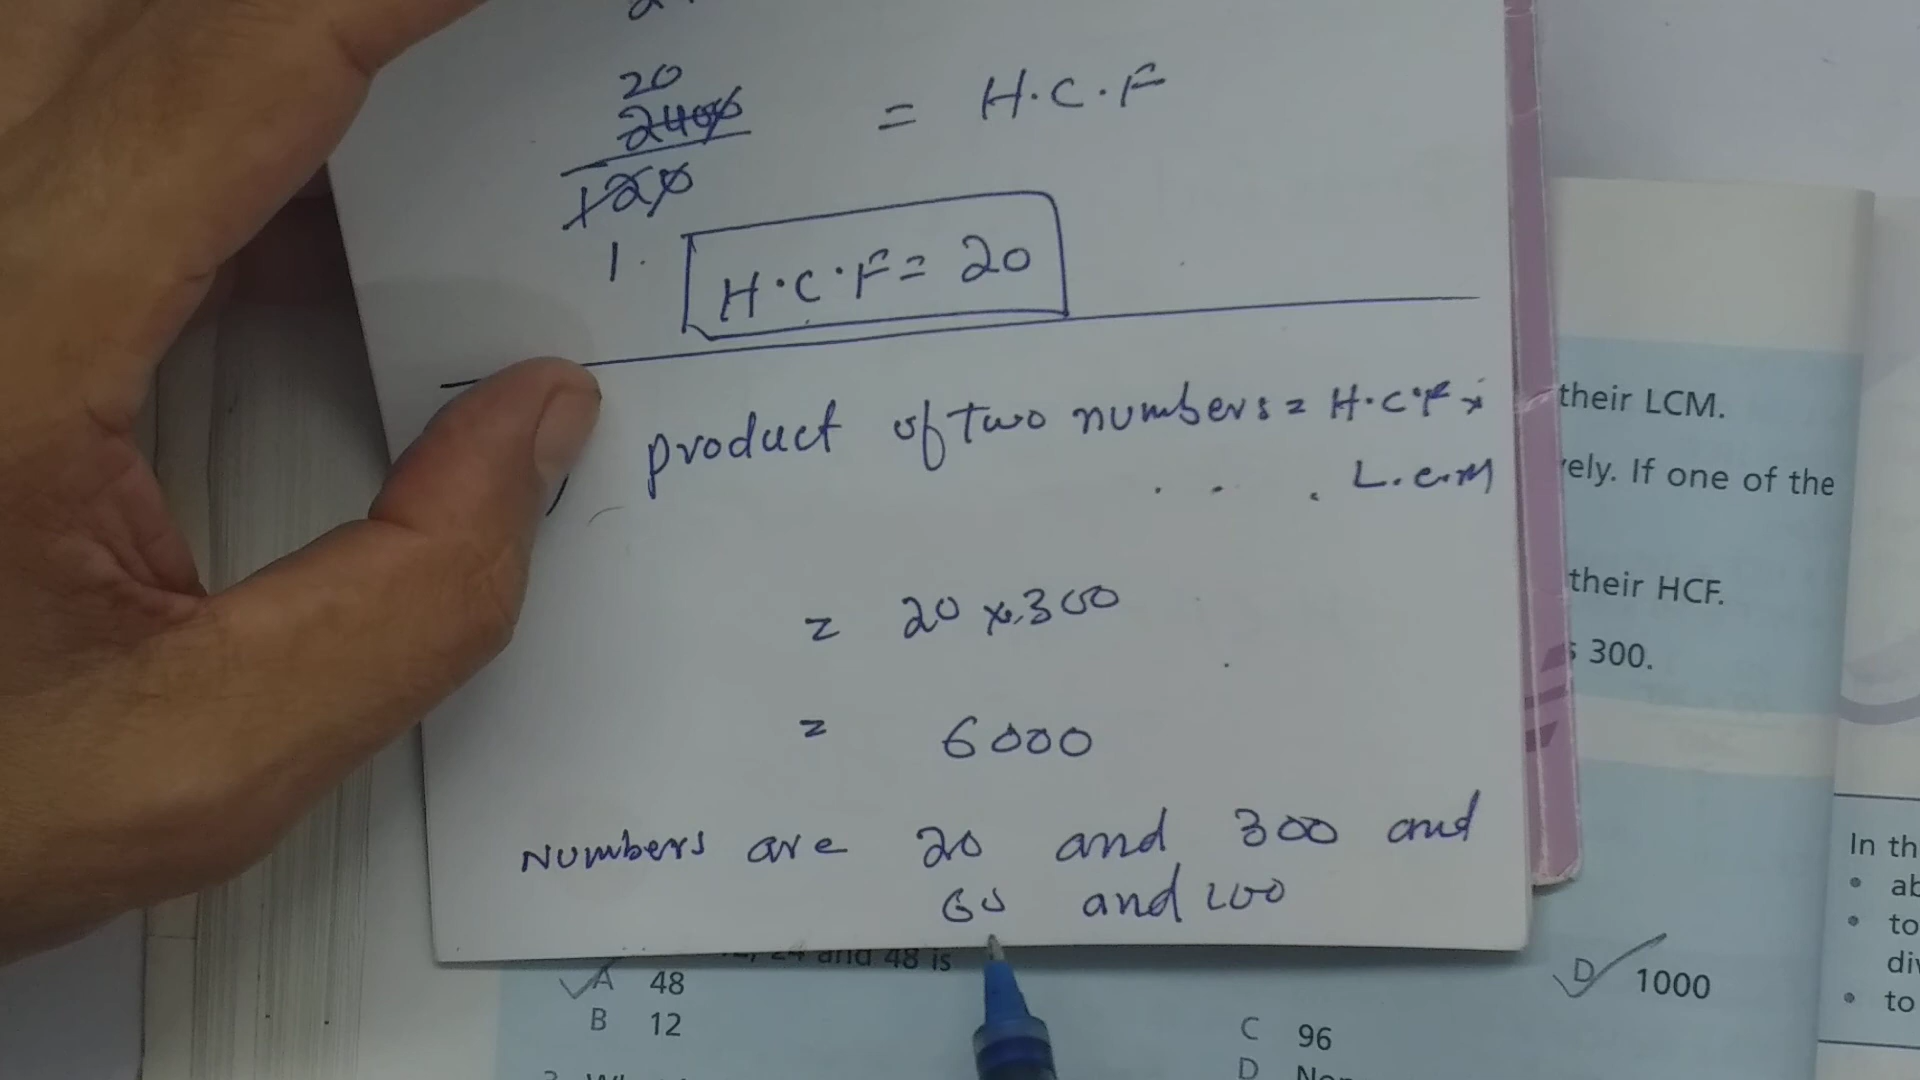 20
2400
= H.C.F
120
1.
H.C.F = 20
product of two numbers = H.C.F ×
L.C.M
= 20 × 300
= 6000
Numbers are 20 and 300 and
60 and 100
their LCM.
ely. If one of the
their HCF.
300.
24 and 48 is
A 48
B 12
C 96
D
D 1000
In th
• ab
• to
div
• to